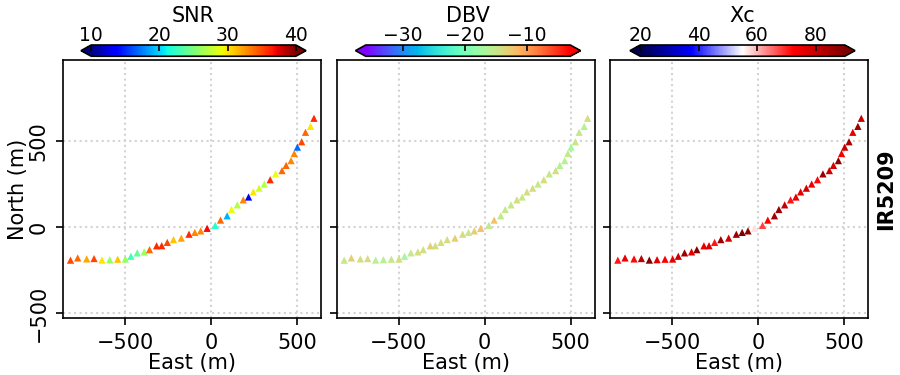 SNR DBV Xc
10 20 30 40 −30 −20 −10 20 40 60 80
North (m)
500
0
−500
IR5209
−500 0 500 −500 0 500 −500 0 500
East (m) East (m) East (m)